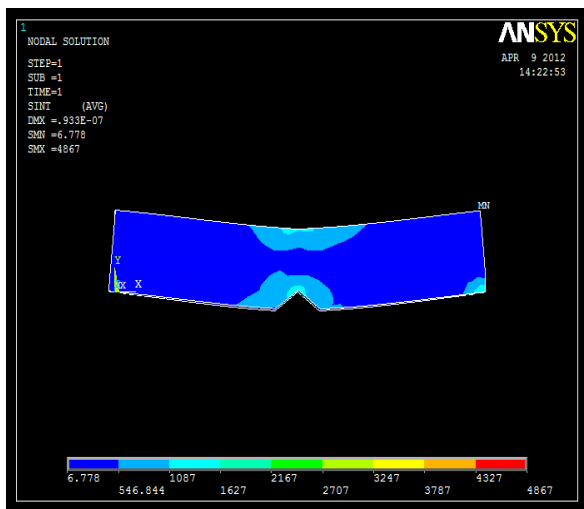 1
NODAL SOLUTION
STEP=1
SUB =1
TIME=1
SINT (AVG)
DMX =.933E-07
SMN =6.778
SMX =4867
ANSYS
APR 9 2012
14:22:53
MN
Y
MX X
6.778 1087 2167 3247 4327
546.844 1627 2707 3787 4867